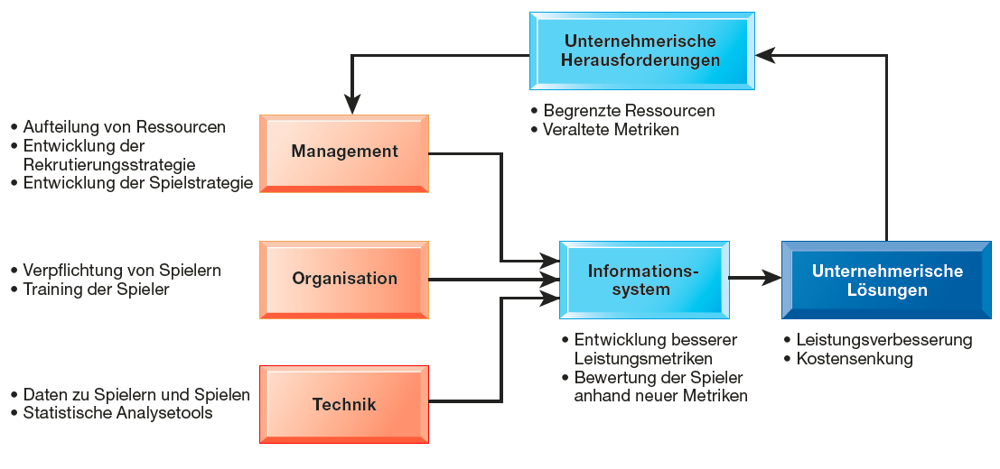 Unternehmerische
Herausforderungen
• Begrenzte Ressourcen
• Veraltete Metriken
• Aufteilung von Ressourcen
• Entwicklung der
Rekrutierungsstrategie
• Entwicklung der Spielstrategie
Management
• Verpflichtung von Spielern
• Training der Spieler
Organisation
• Daten zu Spielern und Spielen
• Statistische Analysetools
Technik
Informations-
system
• Entwicklung besserer
Leistungsmetriken
• Bewertung der Spieler
anhand neuer Metriken
Unternehmerische
Lösungen
• Leistungsverbesserung
• Kostensenkung